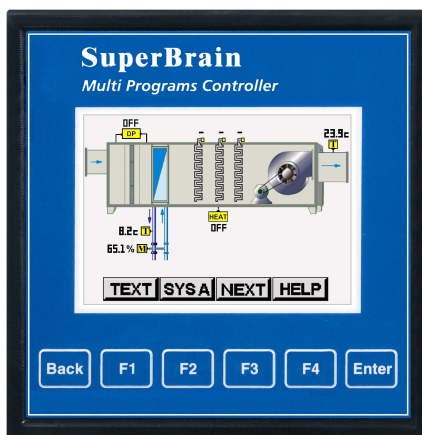 SuperBrain
Multi Programs Controller
OFF
DP
23.9c
T
HEAT
OFF
8.2c T
65.1% M
TEXT SYS A NEXT HELP
Back F1 F2 F3 F4 Enter